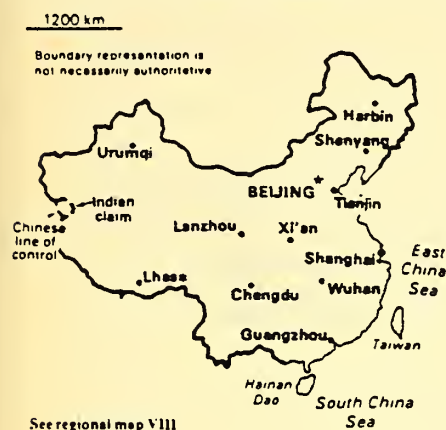 1200 km
Boundary representation is
not necessarily authoritative
Harbin
Shenyang
Urumqi
BEIJING
Tianjin
Indian
claim
Chinese
line of
control
Lanzhou
Xi'an
Shanghai
East
China
Sea
Lhasa
Chengdu
Wuhan
Guangzhou
Taiwan
Hainan
Dao
South China
Sea
See regional map VIII